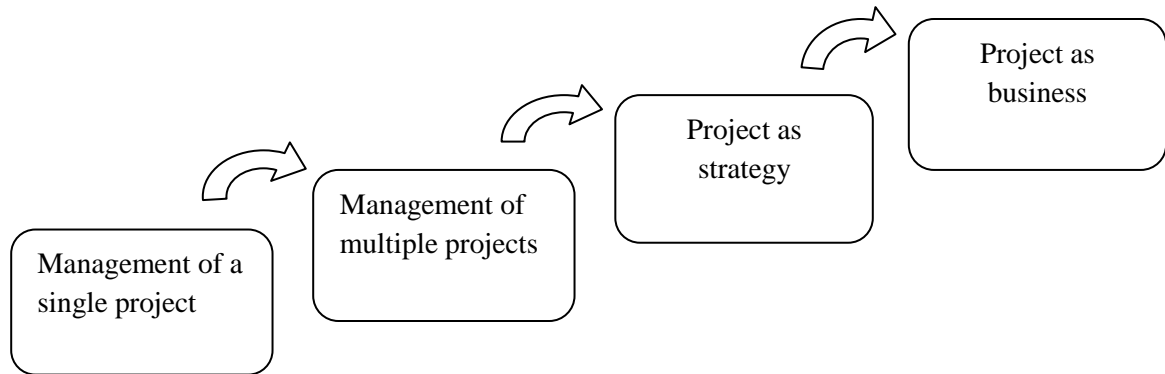 Management of a
single project
Management of
multiple projects
Project as
strategy
Project as
business